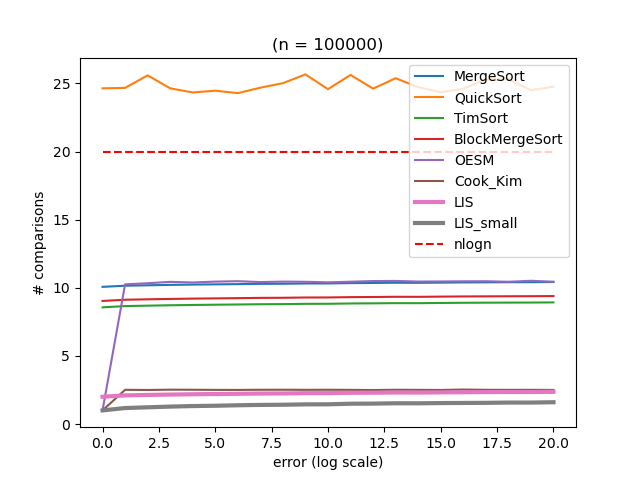 (n = 100000)
# comparisons
25
20
15
10
5
0
0.0 2.5 5.0 7.5 10.0 12.5 15.0 17.5 20.0
error (log scale)
MergeSort
QuickSort
TimSort
BlockMergeSort
OESM
Cook_Kim
LIS
LIS_small
nlogn